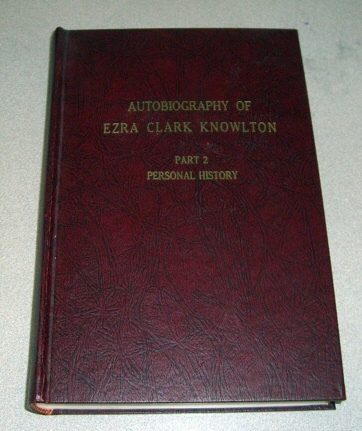 AUTOBIOGRAPHY OF
EZRA CLARK KNOWLTON
PART 2
PERSONAL HISTORY